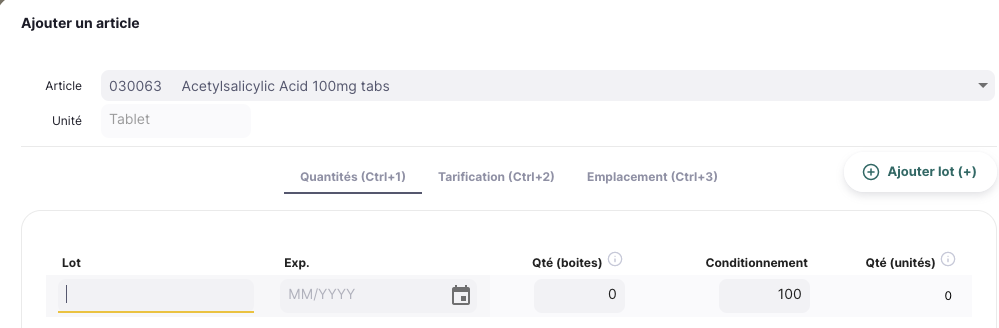 Ajouter un article
Article 030063 Acetylsalicylic Acid 100mg tabs
Unité Tablet
Quantités (Ctrl+1) Tarification (Ctrl+2) Emplacement (Ctrl+3) Ajouter lot (+)
Lot Exp. Qté (boites) Conditionnement Qté (unités)
MM/YYYY 0 100 0